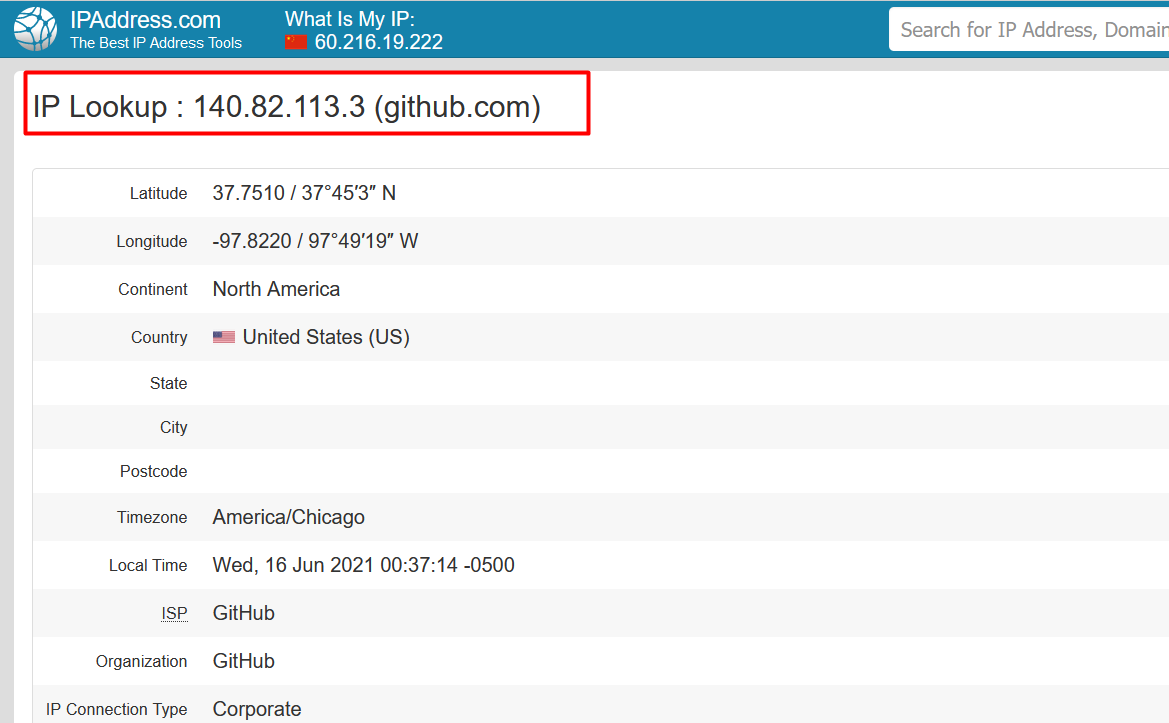 IPAddress.com
The Best IP Address Tools
What Is My IP:
60.216.19.222
Search for IP Address, Domain
IP Lookup : 140.82.113.3 (github.com)
Latitude 37.7510 / 37°45′3″ N
Longitude -97.8220 / 97°49′19″ W
Continent North America
Country United States (US)
State
City
Postcode
Timezone America/Chicago
Local Time Wed, 16 Jun 2021 00:37:14 -0500
ISP GitHub
Organization GitHub
IP Connection Type Corporate